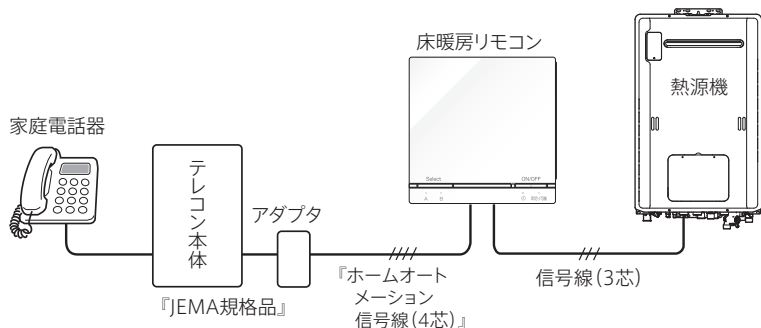 床暖房リモコン
熱源機
家庭電話器
テレコン本体
アダプタ
Select
ON/OFF
A B
『JEMA規格品』
『ホームオート
メーション
信号線(4芯)』
信号線(3芯)